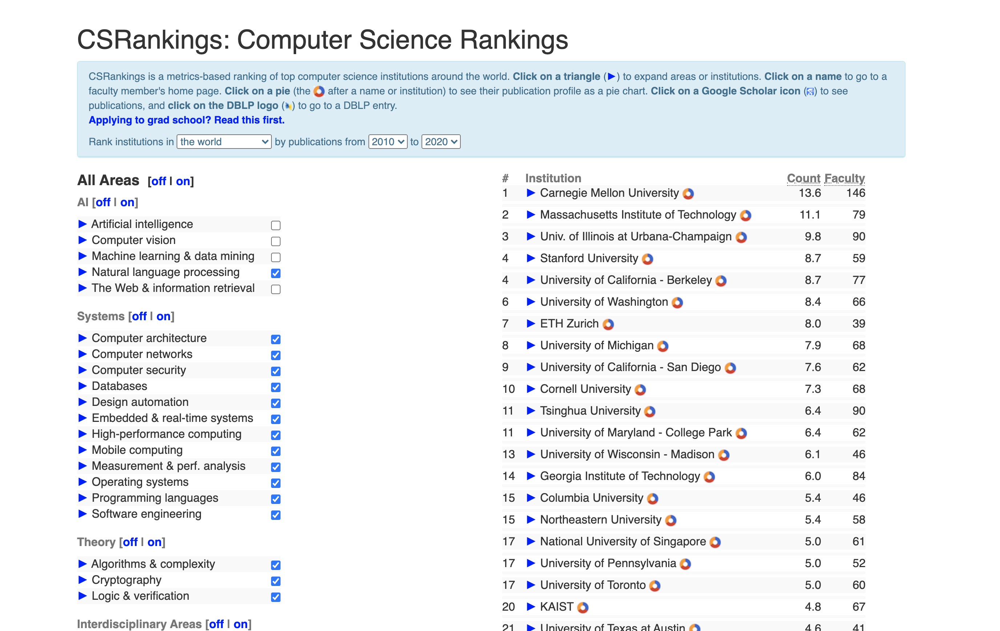 CSRankings: Computer Science Rankings
CSRankings is a metrics-based ranking of top computer science institutions around the world. Click on a triangle (▶) to expand areas or institutions. Click on a name to go to a
faculty member's home page. Click on a pie (the after a name or institution) to see their publication profile as a pie chart. Click on a Google Scholar icon () to see
publications, and click on the DBLP logo () to go to a DBLP entry.
Applying to grad school? Read this first.
Rank institutions in the world by publications from 2010 to 2020
All Areas [off | on]
AI [off | on]
▶ Artificial intelligence
▶ Computer vision
▶ Machine learning & data mining
▶ Natural language processing
▶ The Web & information retrieval
Systems [off | on]
▶ Computer architecture
▶ Computer networks
▶ Computer security
▶ Databases
▶ Design automation
▶ Embedded & real-time systems
▶ High-performance computing
▶ Mobile computing
▶ Measurement & perf. analysis
▶ Operating systems
▶ Programming languages
▶ Software engineering
Theory [off | on]
▶ Algorithms & complexity
▶ Cryptography
▶ Logic & verification
Interdisciplinary Areas [off | on]
# Institution Count Faculty
1 ▶ Carnegie Mellon University 13.6 146
2 ▶ Massachusetts Institute of Technology 11.1 79
3 ▶ Univ. of Illinois at Urbana-Champaign 9.8 90
4 ▶ Stanford University 8.7 59
4 ▶ University of California - Berkeley 8.7 77
6 ▶ University of Washington 8.4 66
7 ▶ ETH Zurich 8.0 39
8 ▶ University of Michigan 7.9 68
9 ▶ University of California - San Diego 7.6 62
10 ▶ Cornell University 7.3 68
11 ▶ Tsinghua University 6.4 90
11 ▶ University of Maryland - College Park 6.4 62
13 ▶ University of Wisconsin - Madison 6.1 46
14 ▶ Georgia Institute of Technology 6.0 84
15 ▶ Columbia University 5.4 46
15 ▶ Northeastern University 5.4 58
17 ▶ National University of Singapore 5.0 61
17 ▶ University of Pennsylvania 5.0 52
17 ▶ University of Toronto 5.0 60
20 ▶ KAIST 4.8 67
21 ▶ University of Texas at Austin 4.6 41